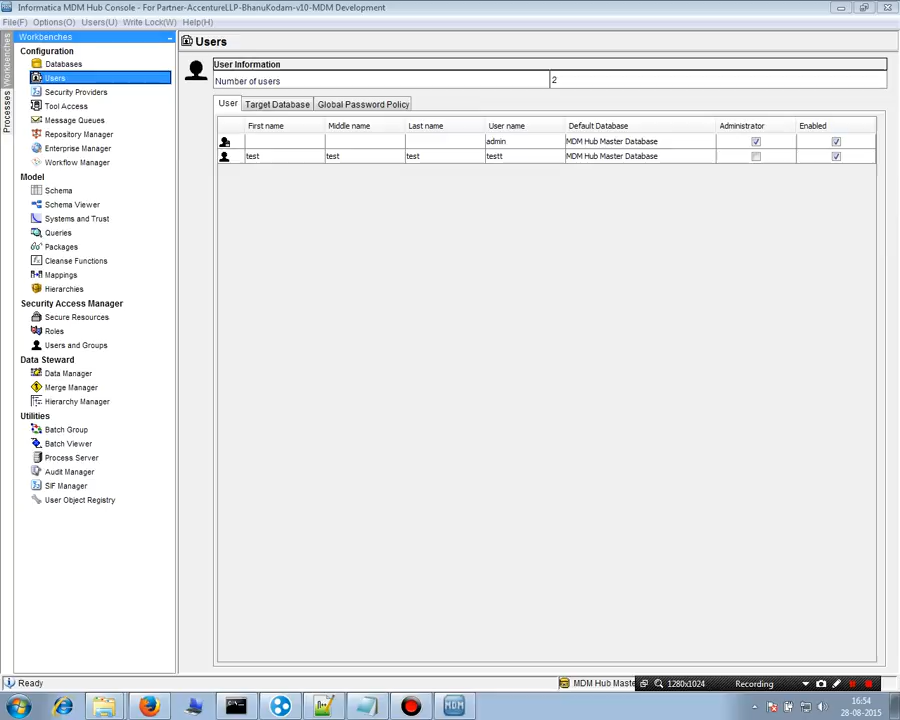 Informatica MDM Hub Console - For Partner-AccentureLLP-BhanuKodam-v10-MDM Development
File(F) Options(O) Users(U) Write Lock(W) Help(H)
Workbenches
Processes
Workbenches
Configuration
Databases
Users
Security Providers
Tool Access
Message Queues
Repository Manager
Enterprise Manager
Workflow Manager
Model
Schema
Schema Viewer
Systems and Trust
Queries
Packages
Cleanse Functions
Mappings
Hierarchies
Security Access Manager
Secure Resources
Roles
Users and Groups
Data Steward
Data Manager
Merge Manager
Hierarchy Manager
Utilities
Batch Group
Batch Viewer
Process Server
Audit Manager
SIF Manager
User Object Registry
Users
User Information
Number of users 2
User Target Database Global Password Policy
First name Middle name Last name User name Default Database Administrator Enabled
admin MDM Hub Master Database
test test test testt MDM Hub Master Database
Ready
MDM Hub Maste
1280x1024 Recording
MDM
16:54
28-08-2015